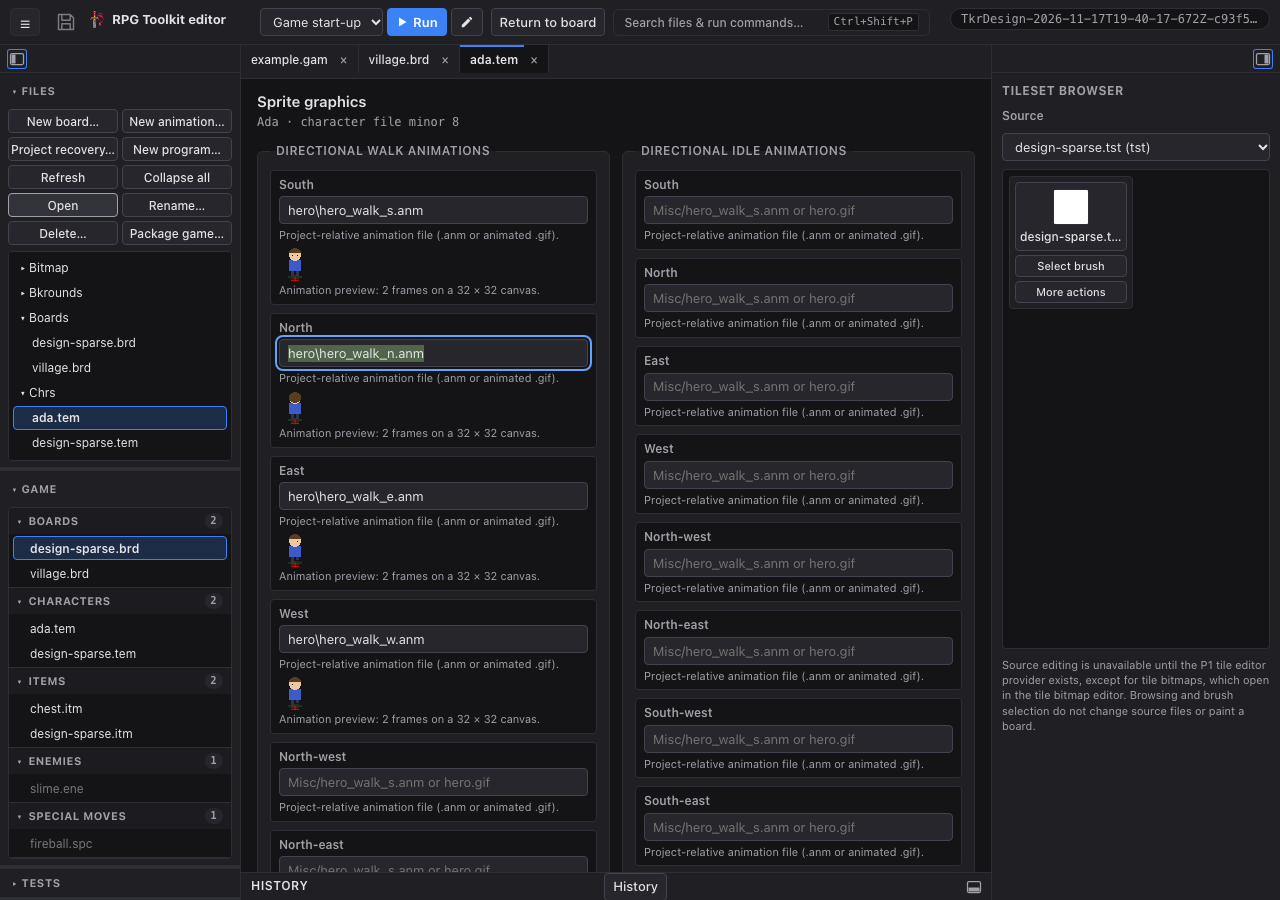 RPG Toolkit editor
Game start-up
Run
Return to board
Search files & run commands…
Ctrl+Shift+P
TkrDesign-2026-11-17T19-40-17-672Z-c93f5…
FILES
New board…
New animation…
Project recovery…
New program…
Refresh
Collapse all
Open
Rename…
Delete…
Package game…
Bitmap
Bkrounds
Boards
design-sparse.brd
village.brd
Chrs
ada.tem
design-sparse.tem
GAME
BOARDS 2
design-sparse.brd
village.brd
CHARACTERS 2
ada.tem
design-sparse.tem
ITEMS 2
chest.itm
design-sparse.itm
ENEMIES 1
slime.ene
SPECIAL MOVES 1
fireball.spc
TESTS
example.gam ×
village.brd ×
ada.tem ×
Sprite graphics
Ada · character file minor 8
DIRECTIONAL WALK ANIMATIONS
South
hero\hero_walk_s.anm
Project-relative animation file (.anm or animated .gif).
Animation preview: 2 frames on a 32 × 32 canvas.
North
hero\hero_walk_n.anm
Project-relative animation file (.anm or animated .gif).
Animation preview: 2 frames on a 32 × 32 canvas.
East
hero\hero_walk_e.anm
Project-relative animation file (.anm or animated .gif).
Animation preview: 2 frames on a 32 × 32 canvas.
West
hero\hero_walk_w.anm
Project-relative animation file (.anm or animated .gif).
Animation preview: 2 frames on a 32 × 32 canvas.
North-west
Misc/hero_walk_s.anm or hero.gif
Project-relative animation file (.anm or animated .gif).
North-east
Misc/hero_walk_s.anm or hero.gif
DIRECTIONAL IDLE ANIMATIONS
South
Misc/hero_walk_s.anm or hero.gif
Project-relative animation file (.anm or animated .gif).
North
Misc/hero_walk_s.anm or hero.gif
Project-relative animation file (.anm or animated .gif).
East
Misc/hero_walk_s.anm or hero.gif
Project-relative animation file (.anm or animated .gif).
West
Misc/hero_walk_s.anm or hero.gif
Project-relative animation file (.anm or animated .gif).
North-west
Misc/hero_walk_s.anm or hero.gif
Project-relative animation file (.anm or animated .gif).
North-east
Misc/hero_walk_s.anm or hero.gif
Project-relative animation file (.anm or animated .gif).
South-west
Misc/hero_walk_s.anm or hero.gif
Project-relative animation file (.anm or animated .gif).
South-east
Misc/hero_walk_s.anm or hero.gif
Project-relative animation file (.anm or animated .gif).
HISTORY
History
TILESET BROWSER
Source
design-sparse.tst (tst)
design-sparse.t…
Select brush
More actions
Source editing is unavailable until the P1 tile editor
provider exists, except for tile bitmaps, which open
in the tile bitmap editor. Browsing and brush
selection do not change source files or paint a
board.